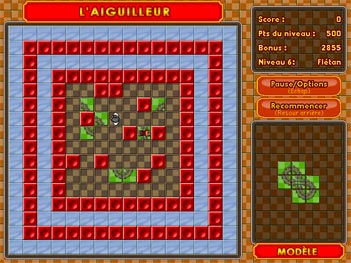 L'AIGUILLEUR
Score : 0
Pts du niveau : 500
Bonus : 2855
Niveau 6: Flétan
Pause/Options
(Echap)
Recommencer
(Retour arrière)
MODÈLE